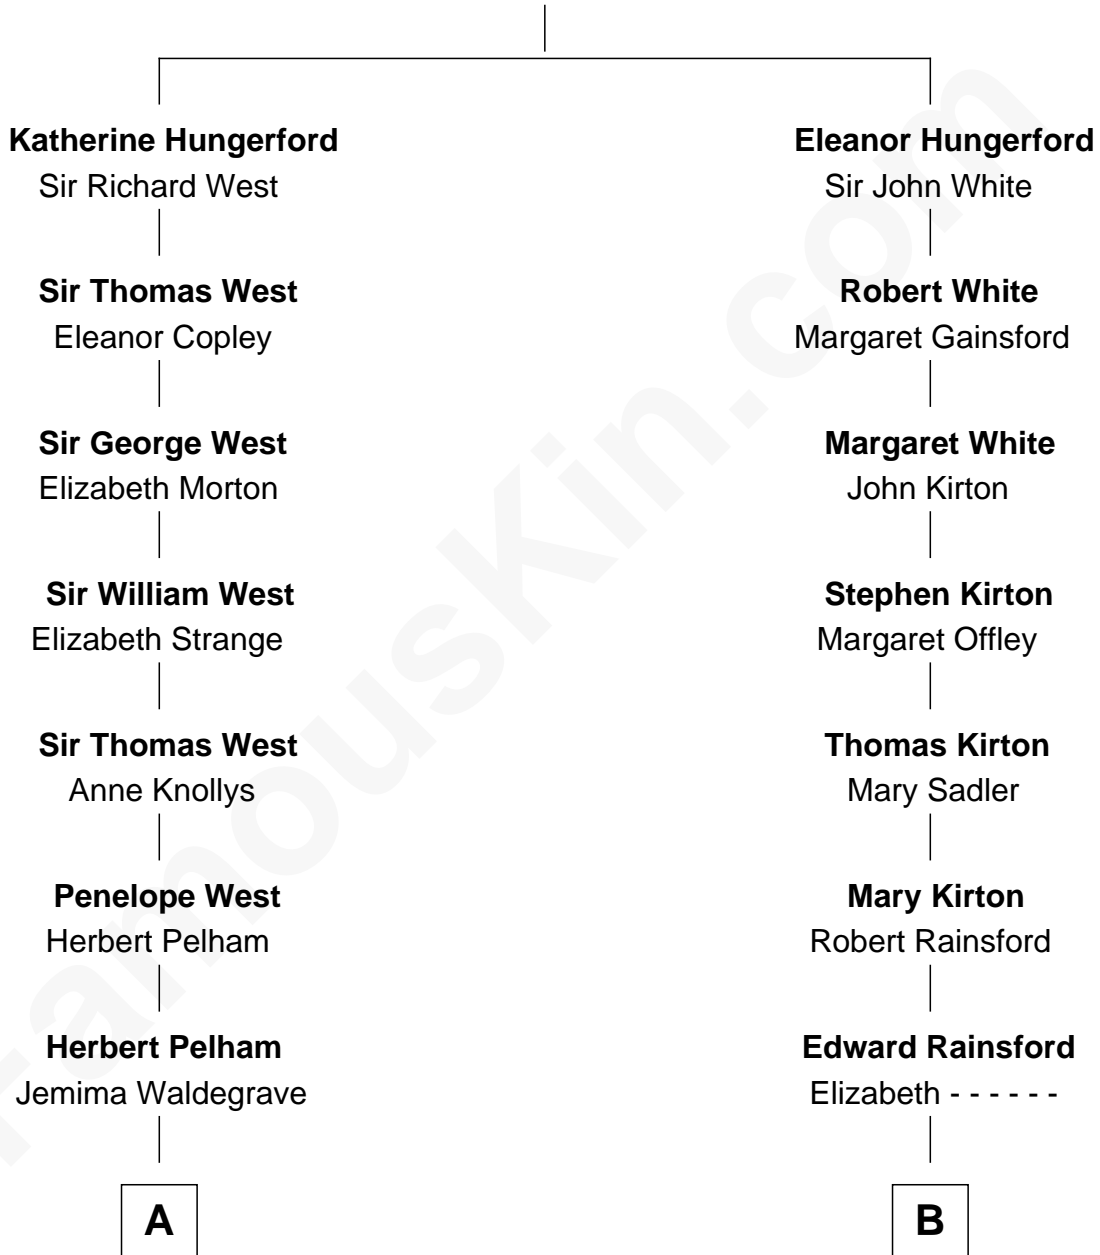 Katherine Hungerford
Sir Richard West
Sir Thomas West
Eleanor Copley
Sir George West
Elizabeth Morton
Sir William West
Elizabeth Strange
Sir Thomas West
Anne Knollys
Penelope West
Herbert Pelham
Herbert Pelham
Jemima Waldegrave
A
Eleanor Hungerford
Sir John White
Robert White
Margaret Gainsford
Margaret White
John Kirton
Stephen Kirton
Margaret Offley
Thomas Kirton
Mary Sadler
Mary Kirton
Robert Rainsford
Edward Rainsford
Elizabeth - - - - - -
B
FamousKin.com